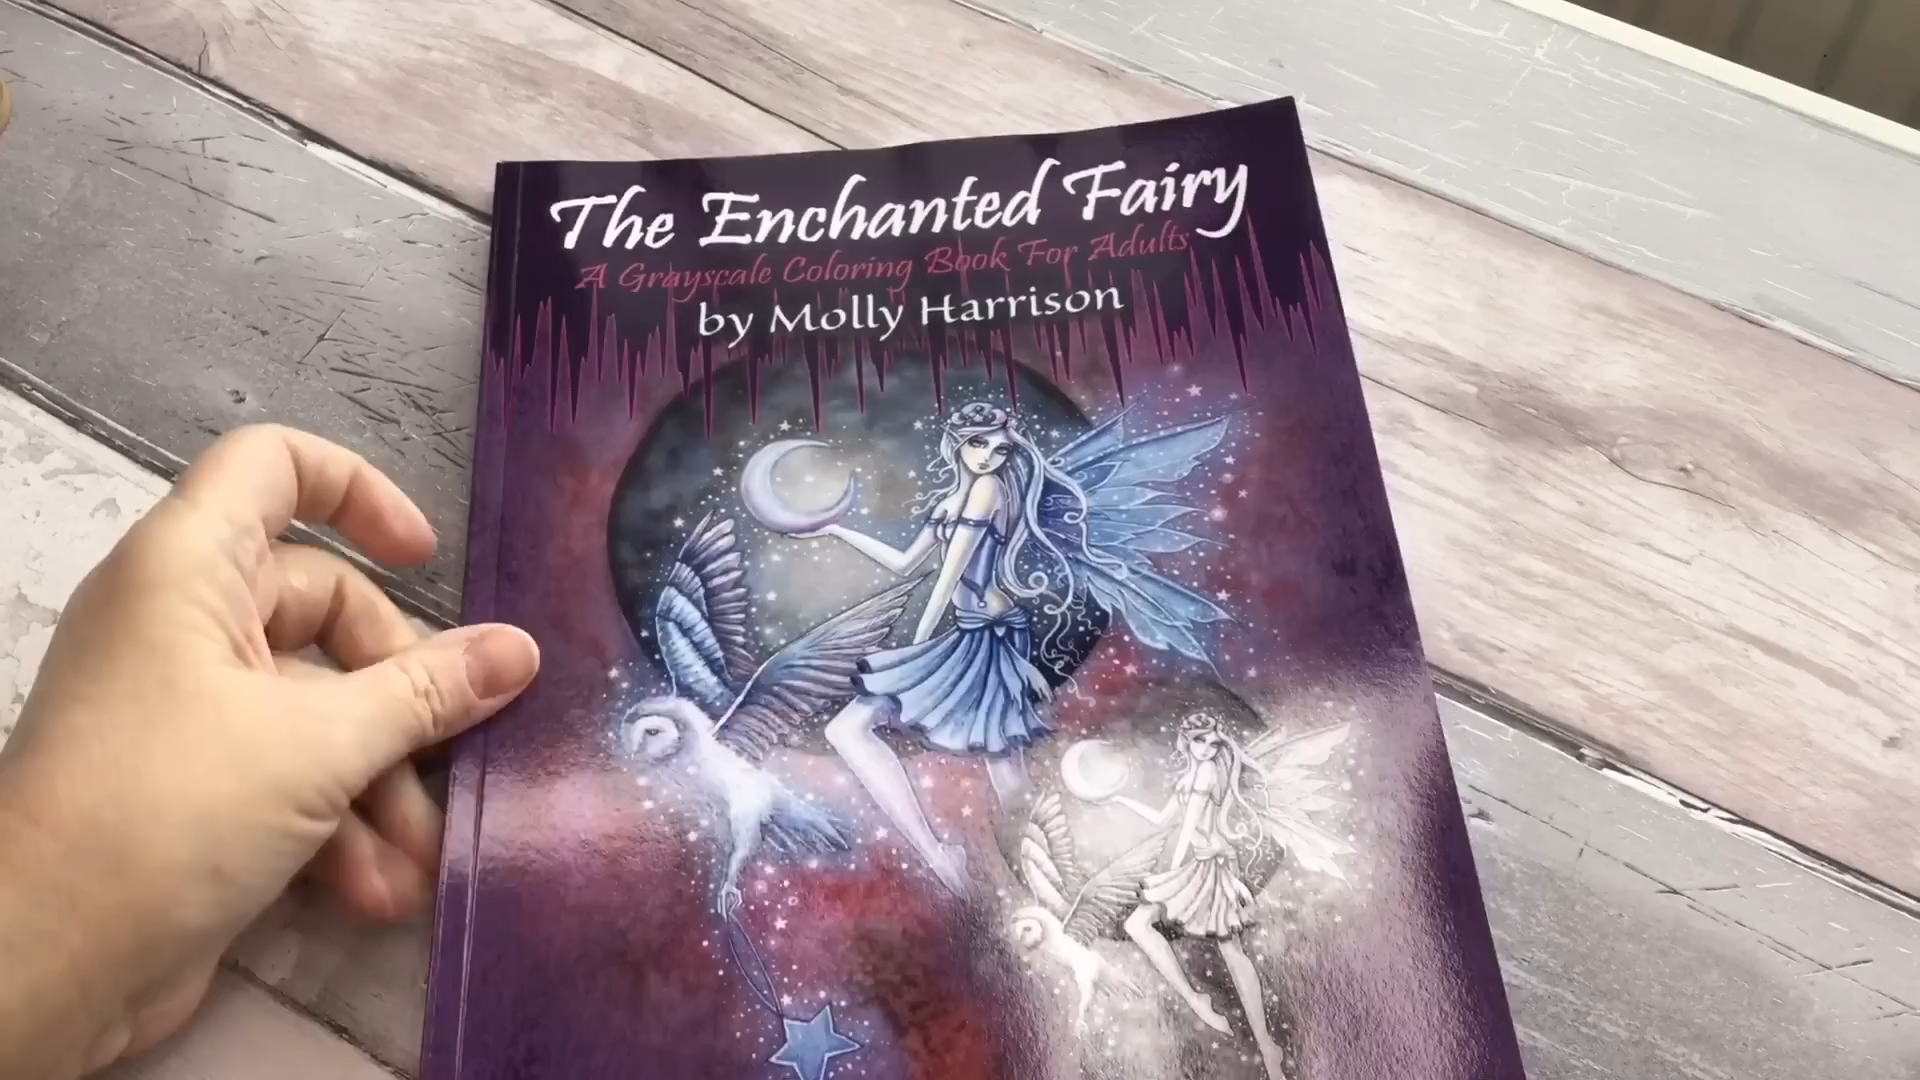 The Enchanted Fairy
A Grayscale Coloring Book For Adults
by Molly Harrison